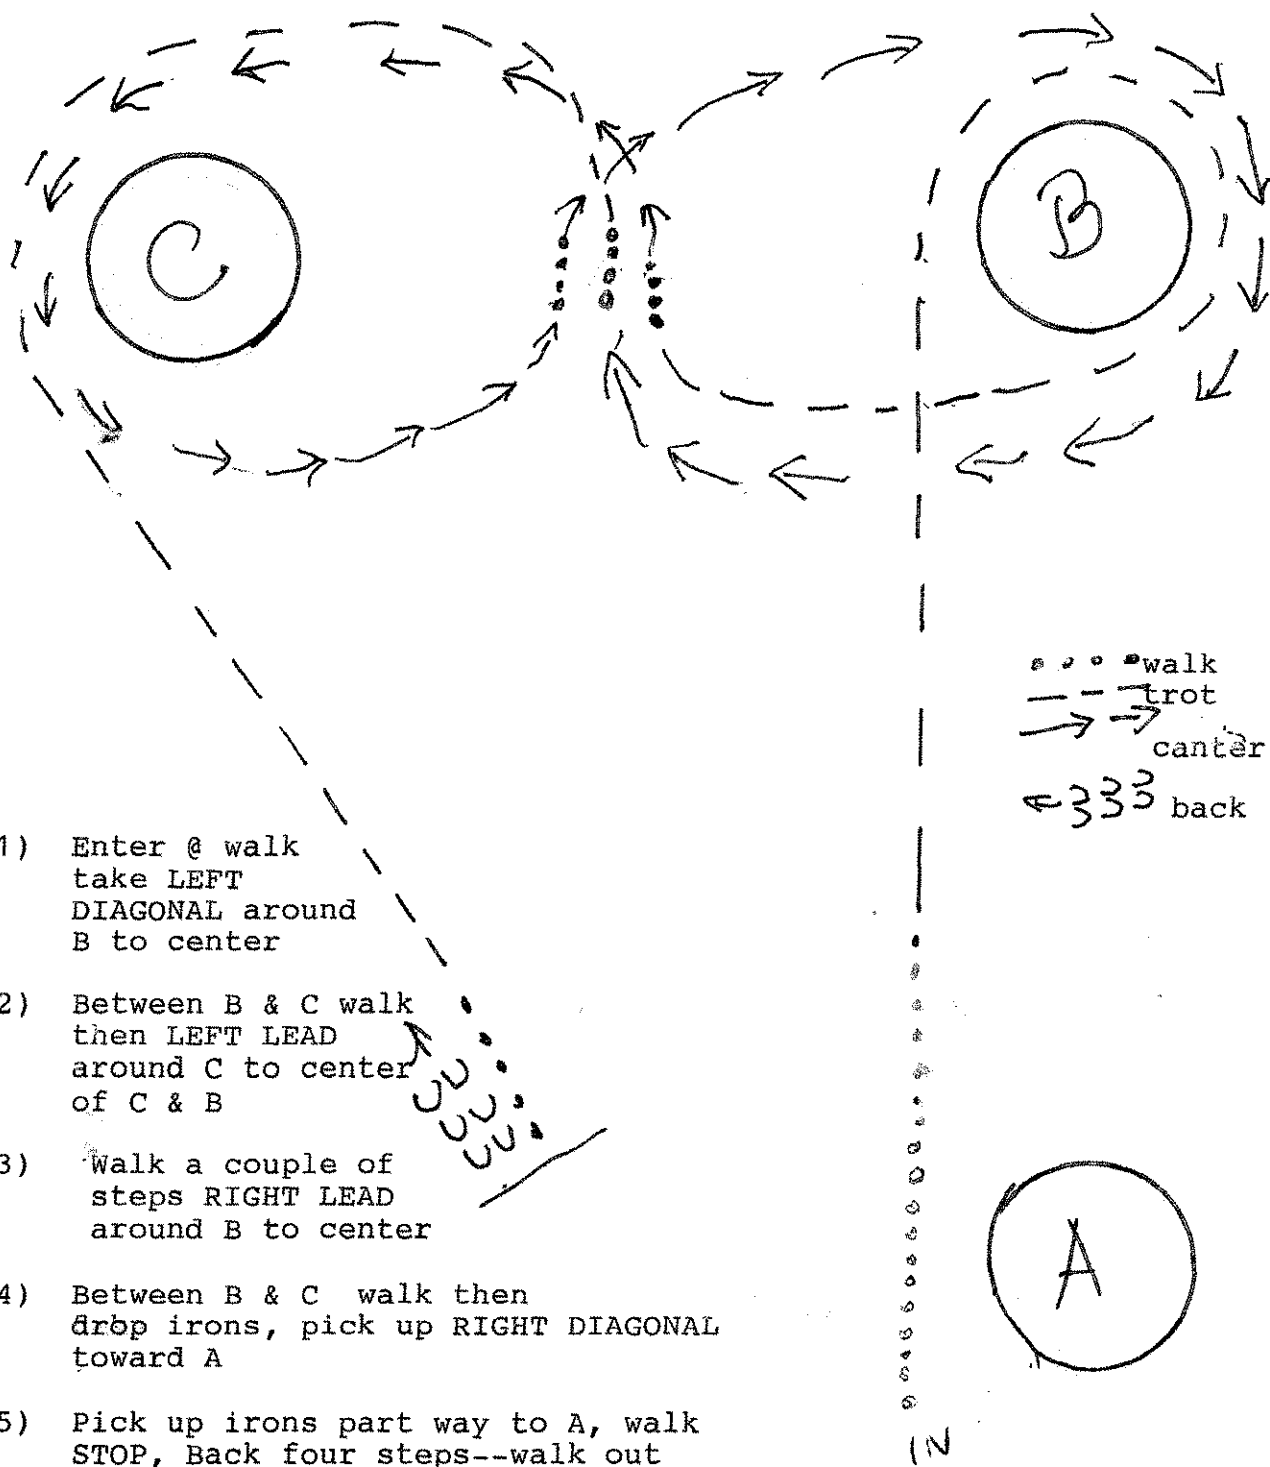 C
B
walk
trot
canter
back
1) Enter @ walk
take LEFT
DIAGONAL around
B to center
2) Between B & C walk
then LEFT LEAD
around C to center
of C & B
3) Walk a couple of
steps RIGHT LEAD
around B to center
4) Between B & C walk then
drop irons, pick up RIGHT DIAGONAL
toward A
5) Pick up irons part way to A, walk
STOP, Back four steps--walk out
A
IN